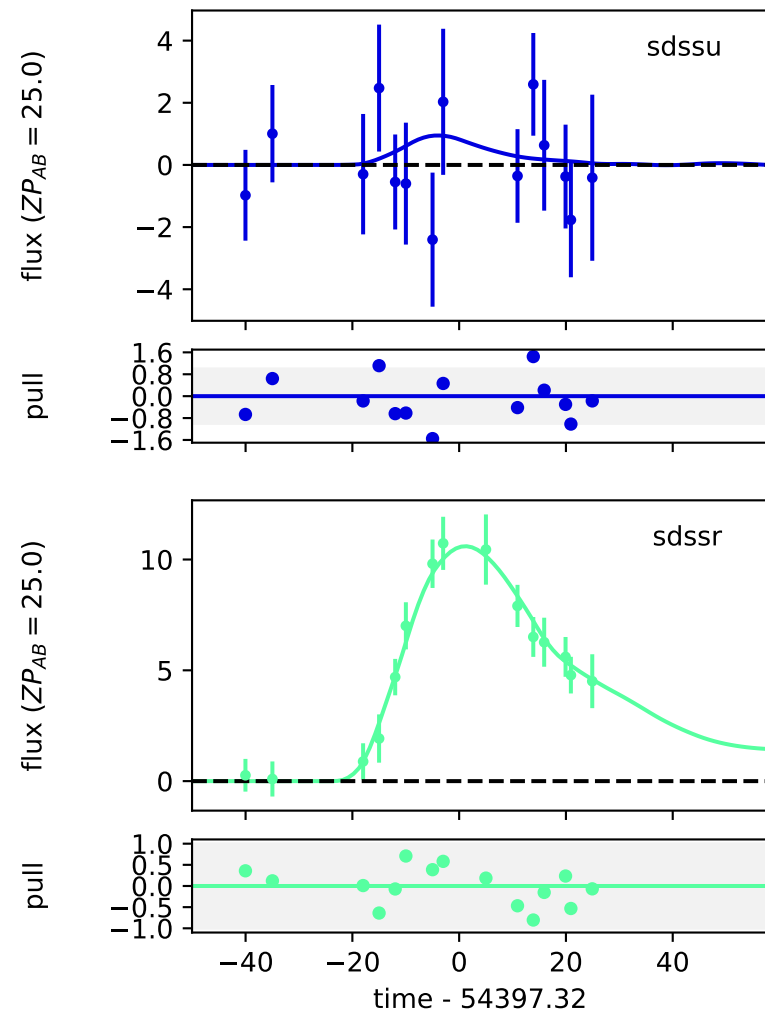 sdssu
flux (ZP_AB = 25.0)
4
2
0
−2
−4
pull
1.6
0.8
0.0
−0.8
−1.6
sdssr
flux (ZP_AB = 25.0)
10
5
0
pull
1.0
0.5
0.0
−0.5
−1.0
−40 −20 0 20 40
time - 54397.32